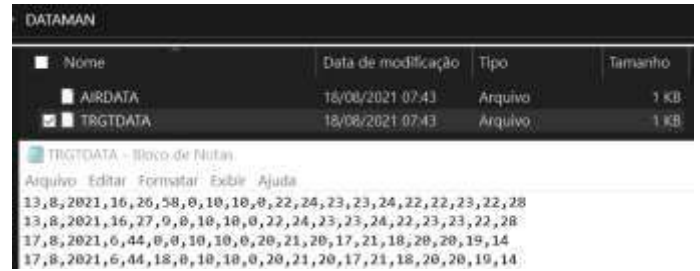 DATAMAN
Nome Data de modificação Tipo Tamanho
AIRDATA 18/08/2021 07:43 Arquivo 1 KB
TRGTDATA 18/08/2021 07:43 Arquivo 1 KB
TRGTDATA - Bloco de Notas
Arquivo Editar Formatar Exibir Ajuda
13,8,2021,16,26,58,0,10,10,0,22,24,23,23,24,22,22,23,22,28
13,8,2021,16,27,9,0,10,10,0,22,24,23,23,24,22,23,23,22,28
17,8,2021,6,44,0,0,10,10,0,20,21,20,17,21,18,20,20,19,14
17,8,2021,6,44,18,0,10,10,0,20,21,20,17,21,18,20,20,19,14